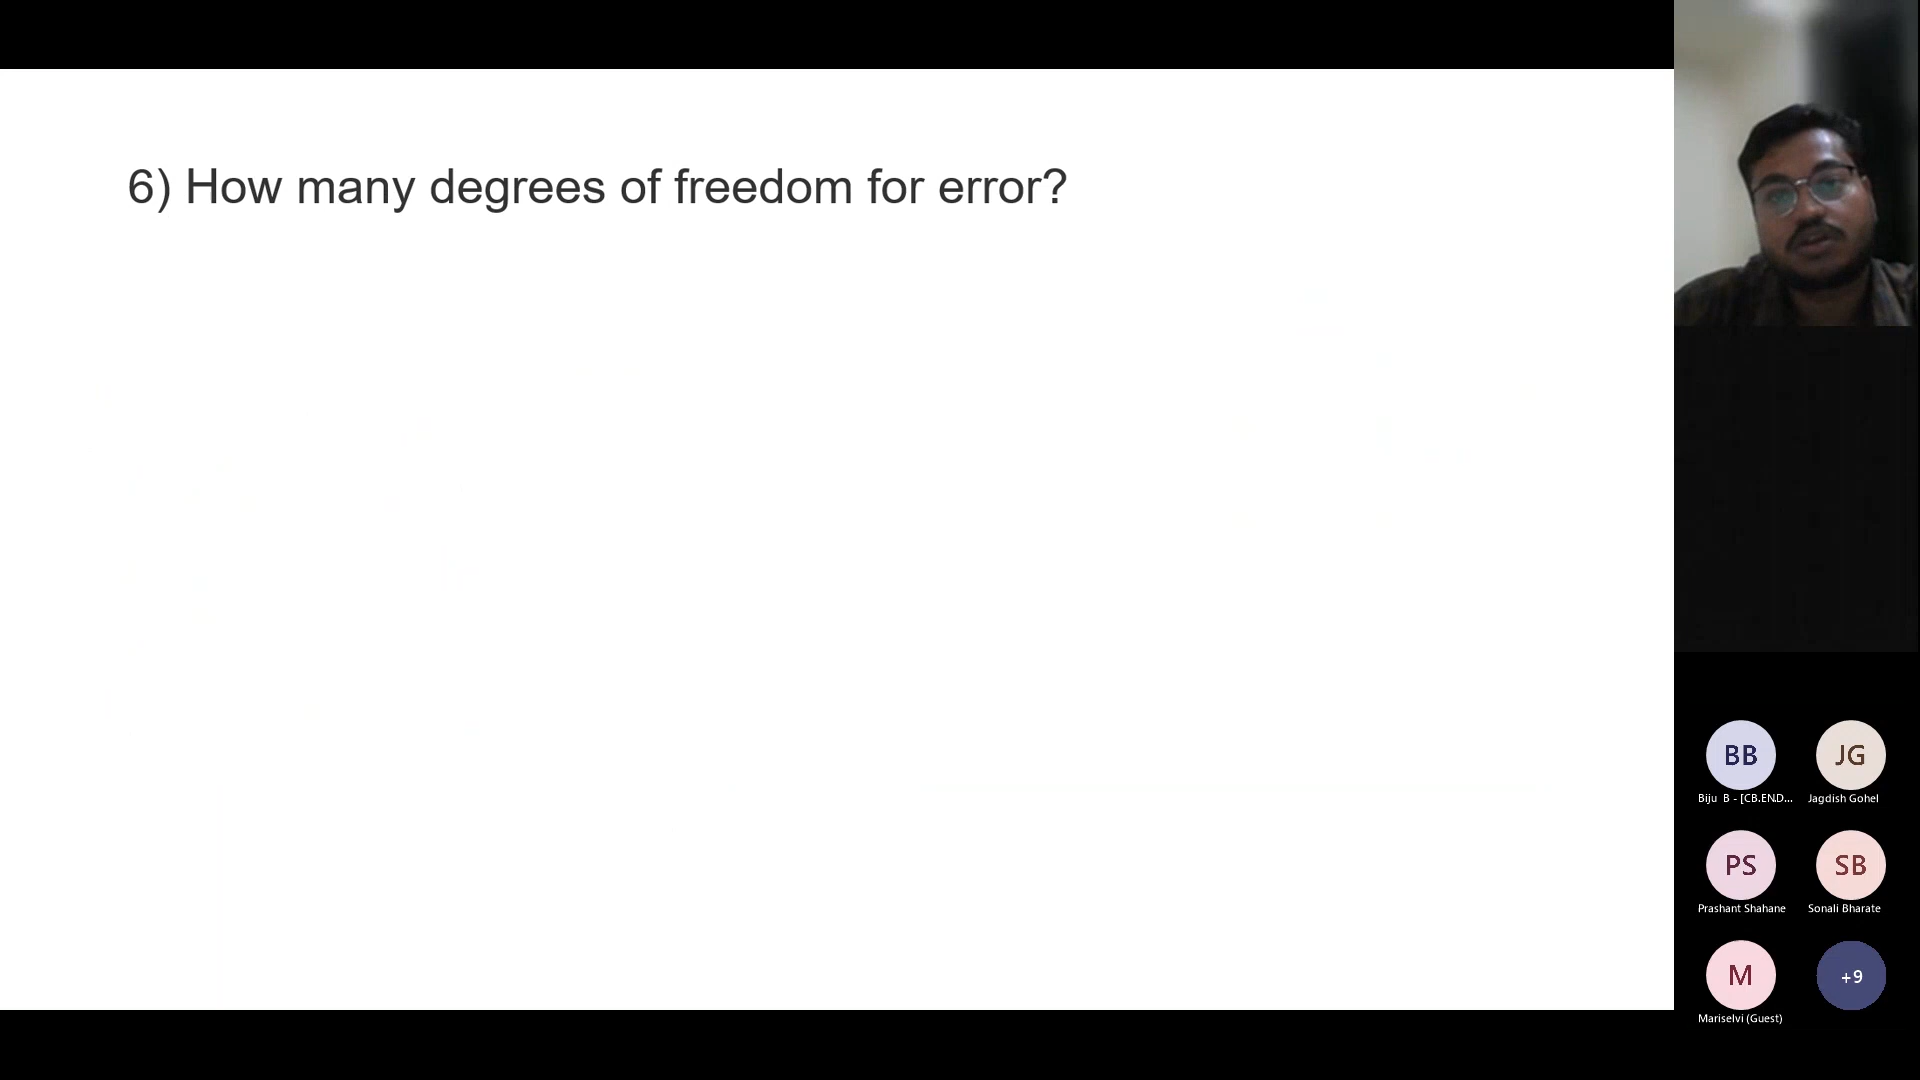 6) How many degrees of freedom for error?
BB
JG
Biju B - [CB.EN.D...
Jagdish Gohel
PS
SB
Prashant Shahane
Sonali Bharate
M
+9
Mariselvi (Guest)